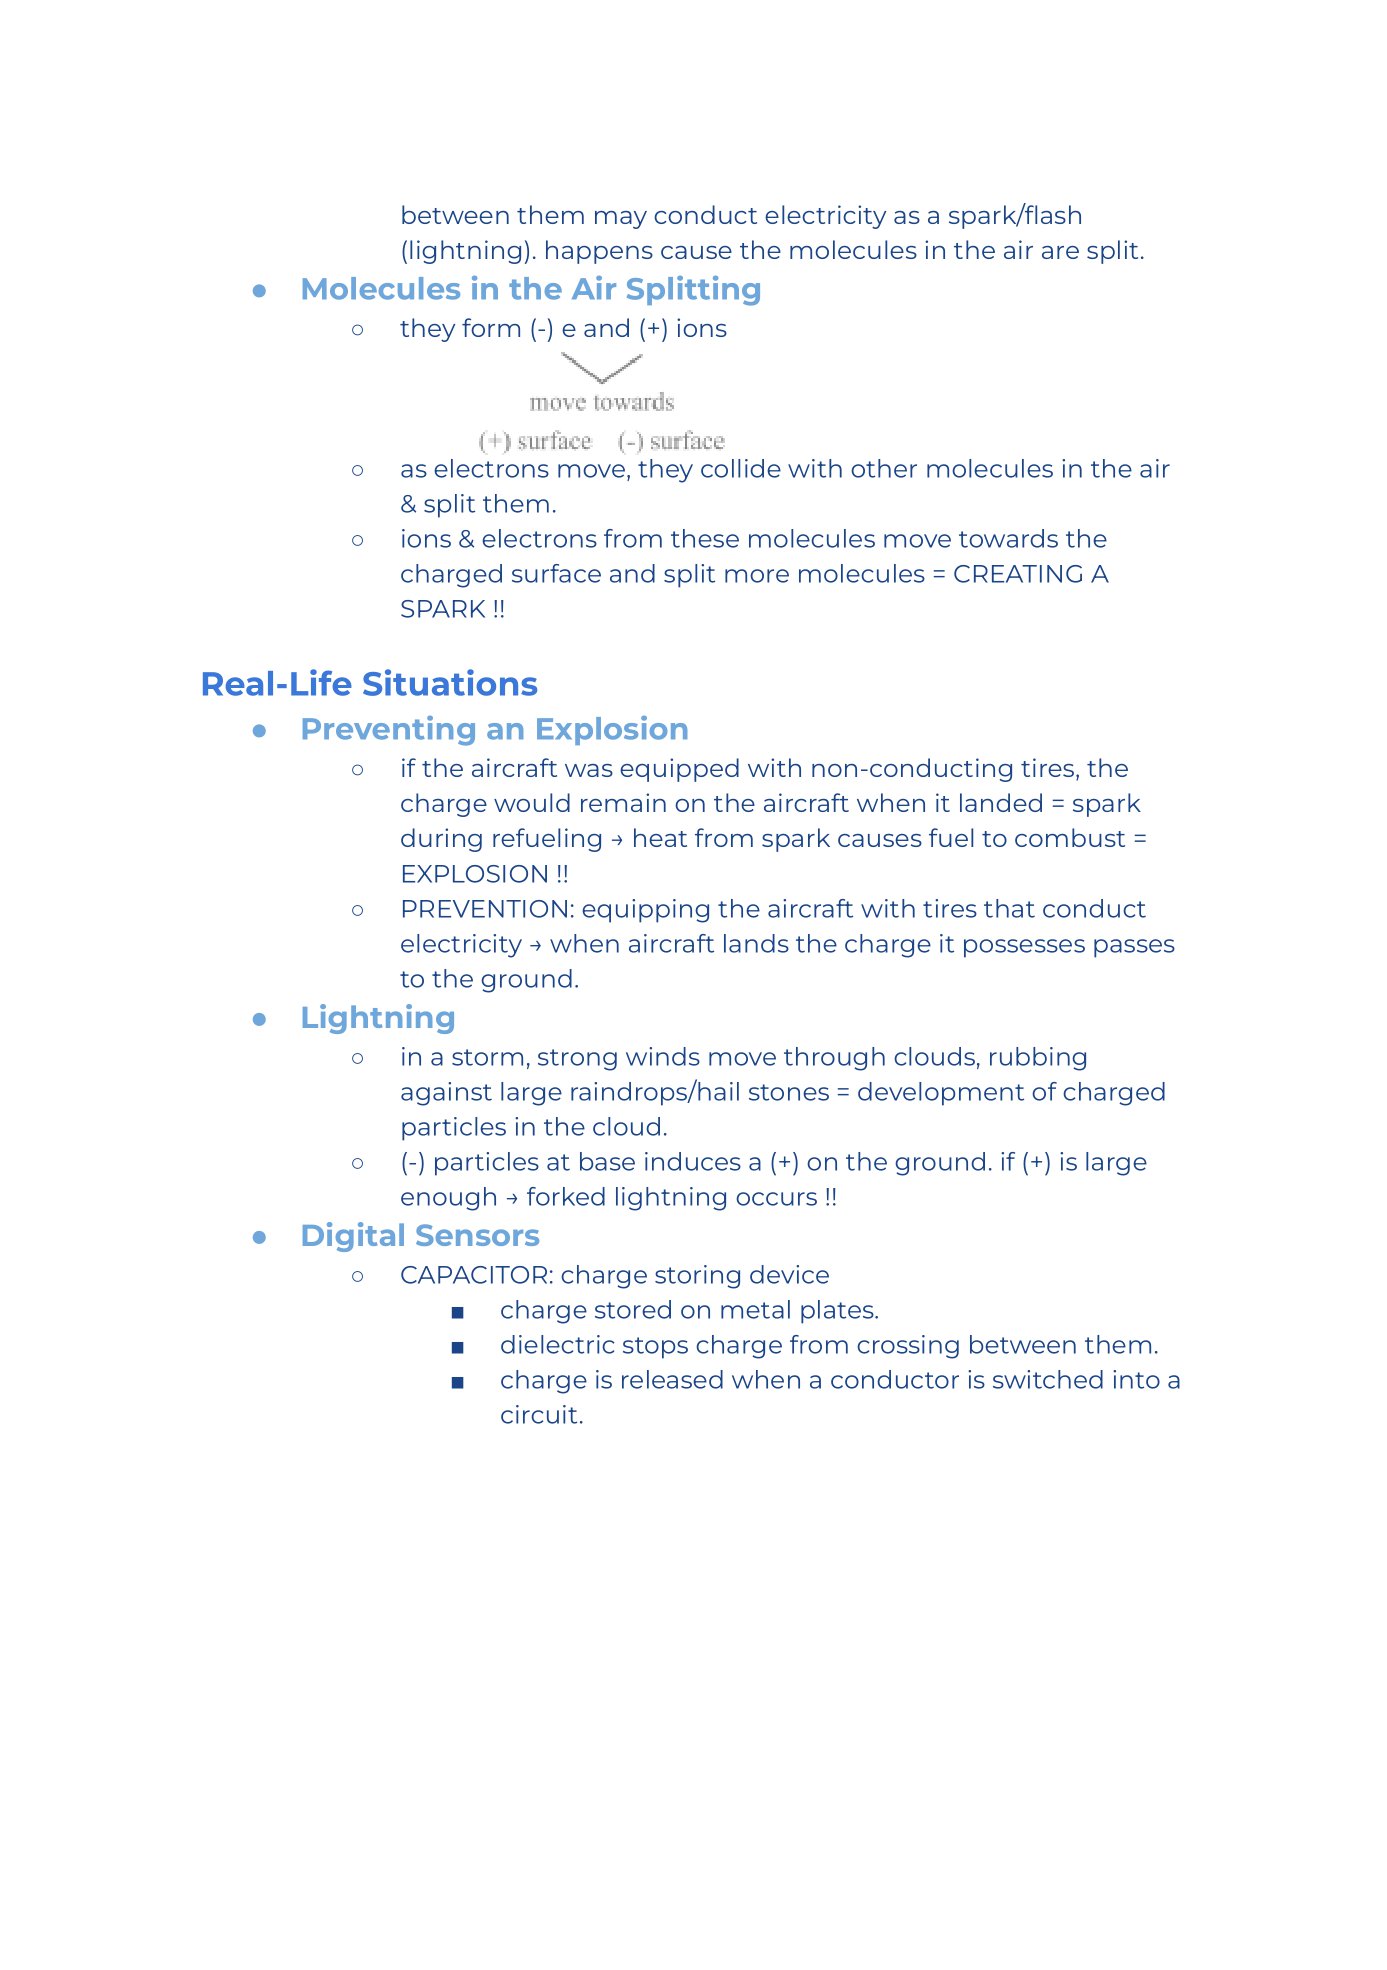 between them may conduct electricity as a spark/flash
(lightning). happens cause the molecules in the air are split.
● Molecules in the Air Splitting
○ they form (-) e and (+) ions
move towards
(+) surface (-) surface
○ as electrons move, they collide with other molecules in the air
& split them.
○ ions & electrons from these molecules move towards the
charged surface and split more molecules = CREATING A
SPARK !!
Real-Life Situations
● Preventing an Explosion
○ if the aircraft was equipped with non-conducting tires, the
charge would remain on the aircraft when it landed = spark
during refueling → heat from spark causes fuel to combust =
EXPLOSION !!
○ PREVENTION: equipping the aircraft with tires that conduct
electricity → when aircraft lands the charge it possesses passes
to the ground.
● Lightning
○ in a storm, strong winds move through clouds, rubbing
against large raindrops/hail stones = development of charged
particles in the cloud.
○ (-) particles at base induces a (+) on the ground. if (+) is large
enough → forked lightning occurs !!
● Digital Sensors
○ CAPACITOR: charge storing device
■ charge stored on metal plates.
■ dielectric stops charge from crossing between them.
■ charge is released when a conductor is switched into a
circuit.